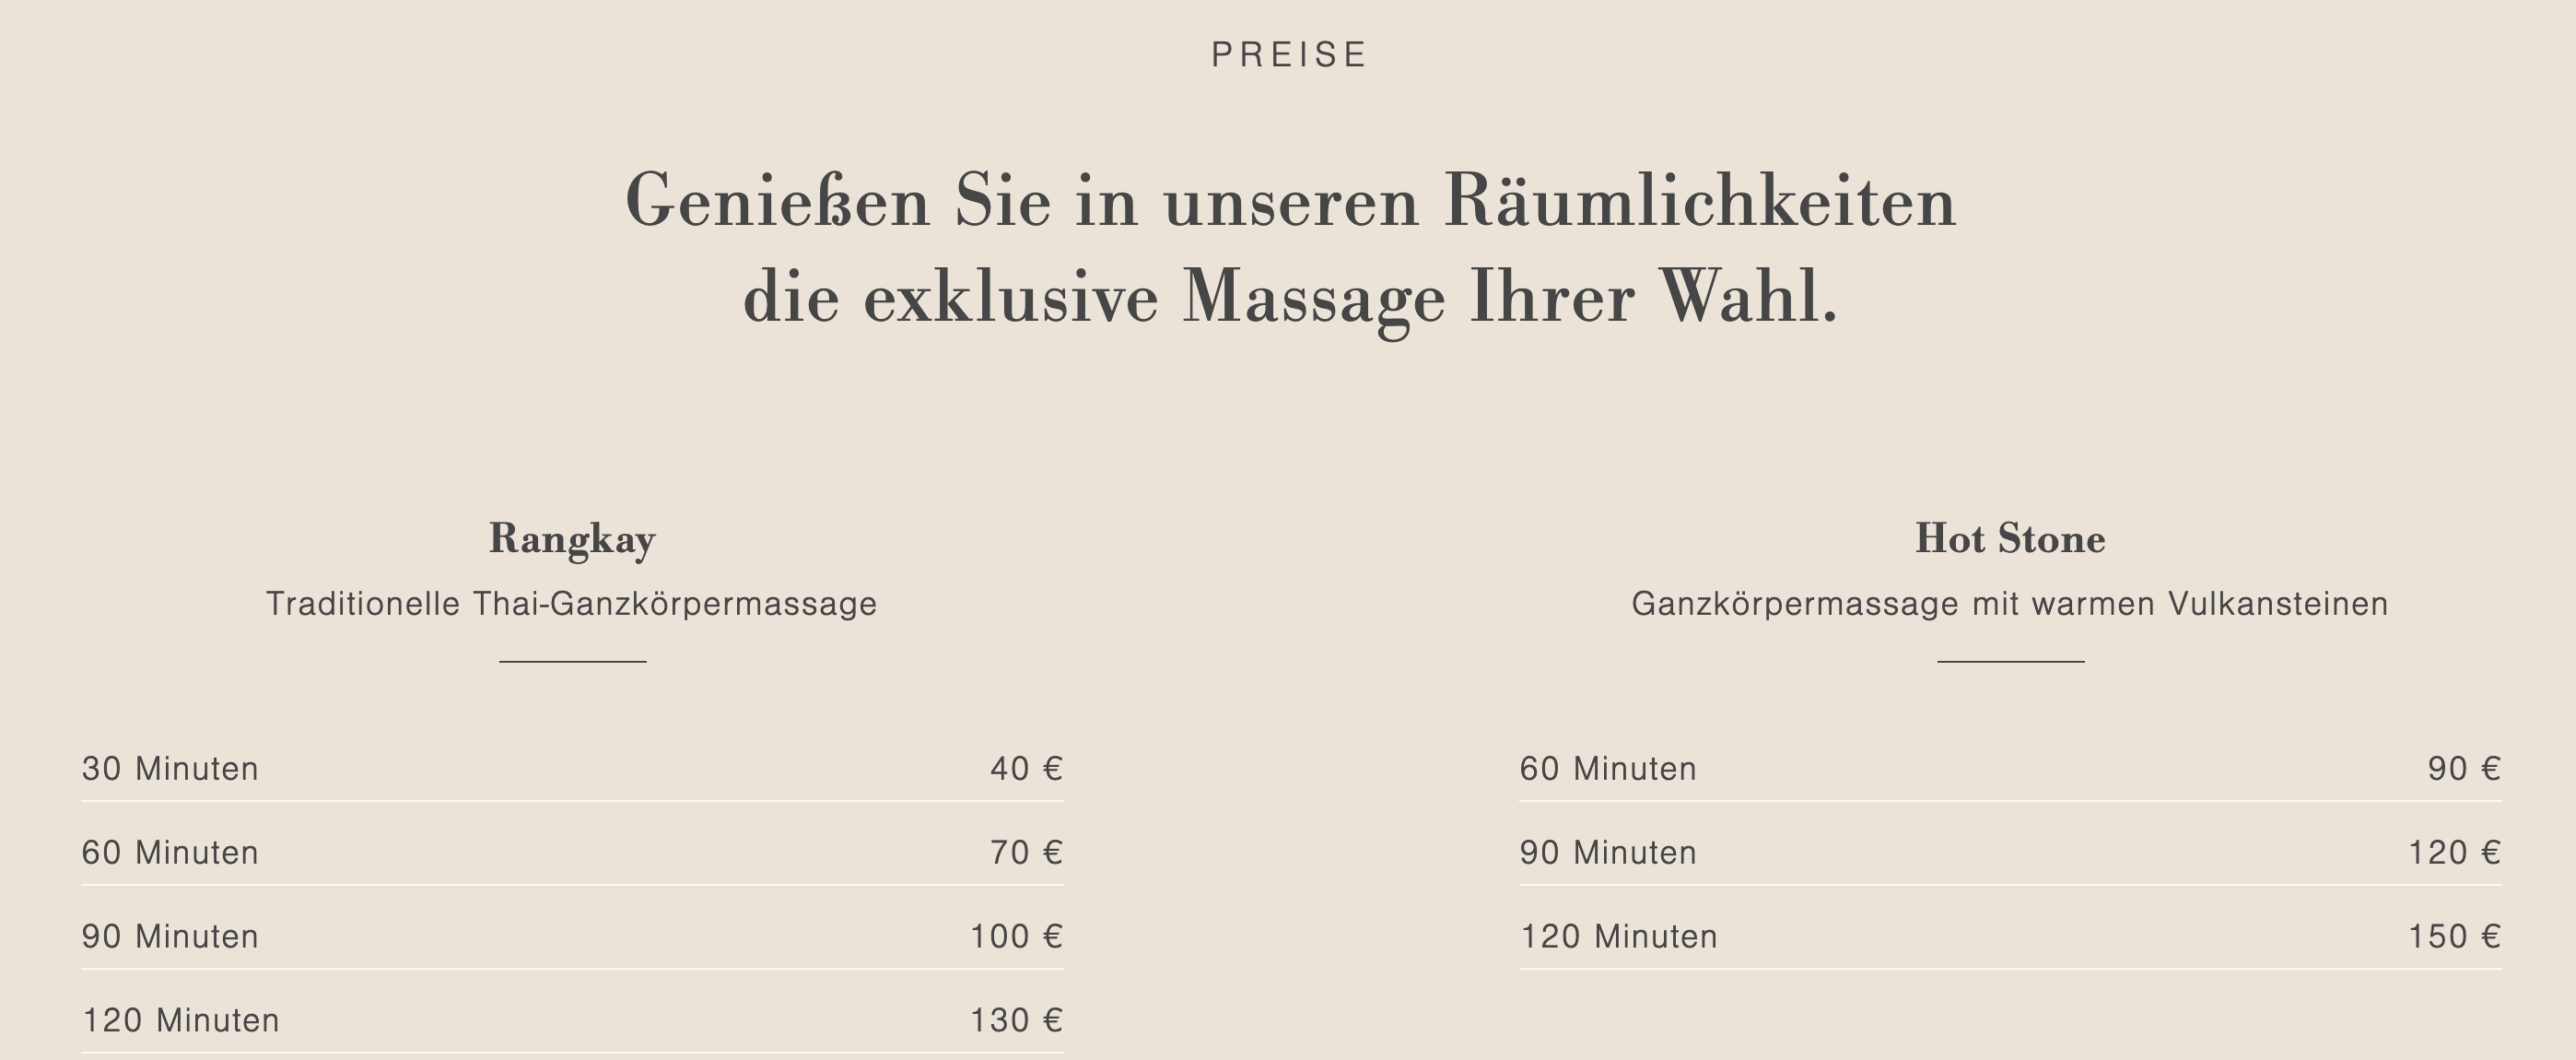 PREISE
Genießen Sie in unseren Räumlichkeiten
die exklusive Massage Ihrer Wahl.
Rangkay
Traditionelle Thai-Ganzkörpermassage
30 Minuten 40 €
60 Minuten 70 €
90 Minuten 100 €
120 Minuten 130 €
Hot Stone
Ganzkörpermassage mit warmen Vulkansteinen
60 Minuten 90 €
90 Minuten 120 €
120 Minuten 150 €